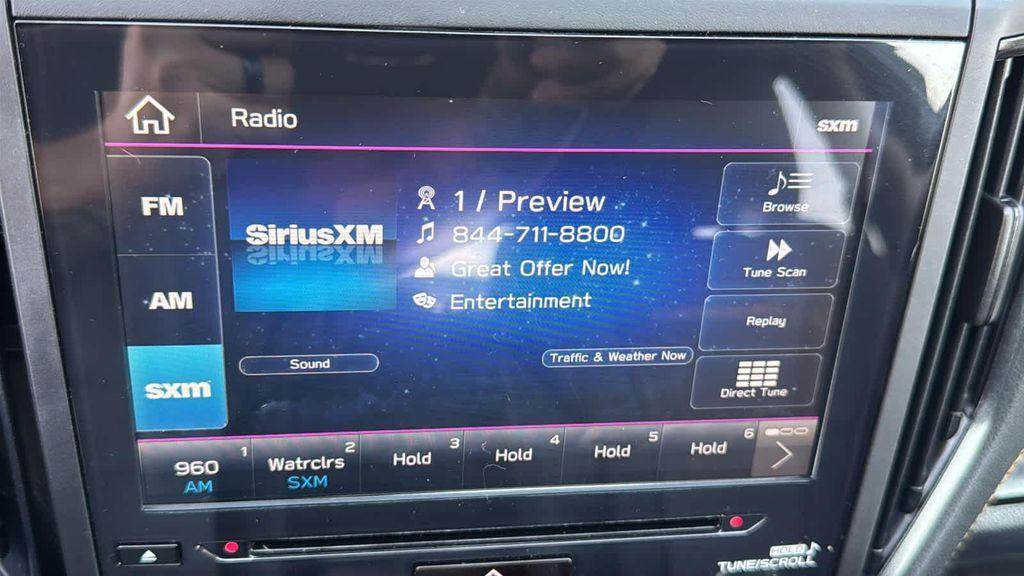 Radio
sxm
FM
AM
sxm
SiriusXM
1 / Preview
844-711-8800
Great Offer Now!
Entertainment
Browse
Tune Scan
Replay
Direct Tune
Sound
Traffic & Weather Now
1
960
AM
2
Watrclrs
SXM
3
Hold
4
Hold
5
Hold
6
Hold
HOLD
TUNE/SCROLL